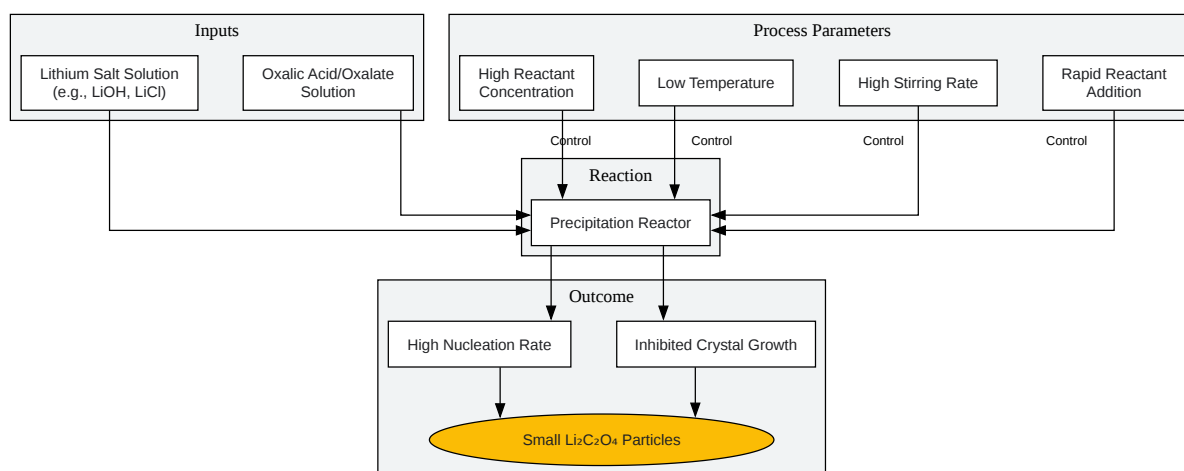 Inputs
Process Parameters
Lithium Salt Solution
(e.g., LiOH, LiCl)
Oxalic Acid/Oxalate
Solution
High Reactant
Concentration
Low Temperature
High Stirring Rate
Rapid Reactant
Addition
Control
Control
Control
Control
Reaction
Precipitation Reactor
Outcome
High Nucleation Rate
Inhibited Crystal Growth
Small Li₂C₂O₄ Particles